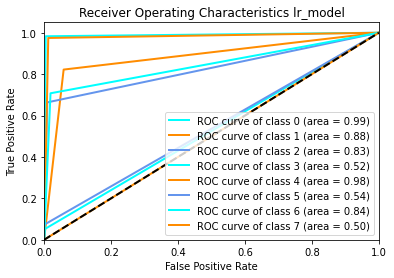 Receiver Operating Characteristics lr_model
True Positive Rate
1.0
0.8
0.6
0.4
0.2
0.0
ROC curve of class 0 (area = 0.99)
ROC curve of class 1 (area = 0.88)
ROC curve of class 2 (area = 0.83)
ROC curve of class 3 (area = 0.52)
ROC curve of class 4 (area = 0.98)
ROC curve of class 5 (area = 0.54)
ROC curve of class 6 (area = 0.84)
ROC curve of class 7 (area = 0.50)
0.0 0.2 0.4 0.6 0.8 1.0
False Positive Rate